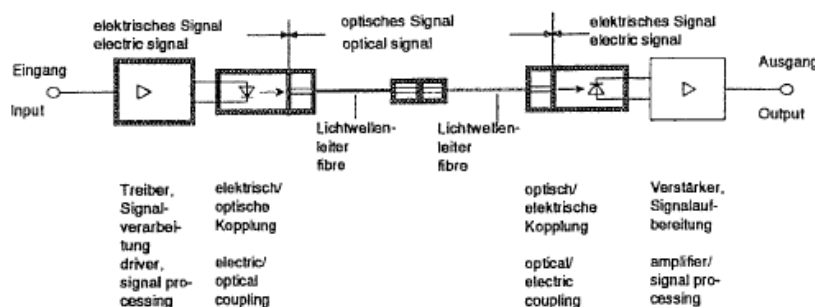 elektrisches Signal
electric signal
optisches Signal
optical signal
elektrisches Signal
electric signal
Eingang
Input
Ausgang
Output
Lichtwellen-
leiter
fibre
Lichtwellen-
leiter
fibre
Treiber,
Signal-
verarbei-
tung
driver,
signal pro-
cessing
elektrisch/
optische
Kopplung
electric/
optical
coupling
optisch/
elektrische
Kopplung
optical/
electric
coupling
Verstärker,
Signalauf-
bereitung
amplifier/
signal pro-
cessing